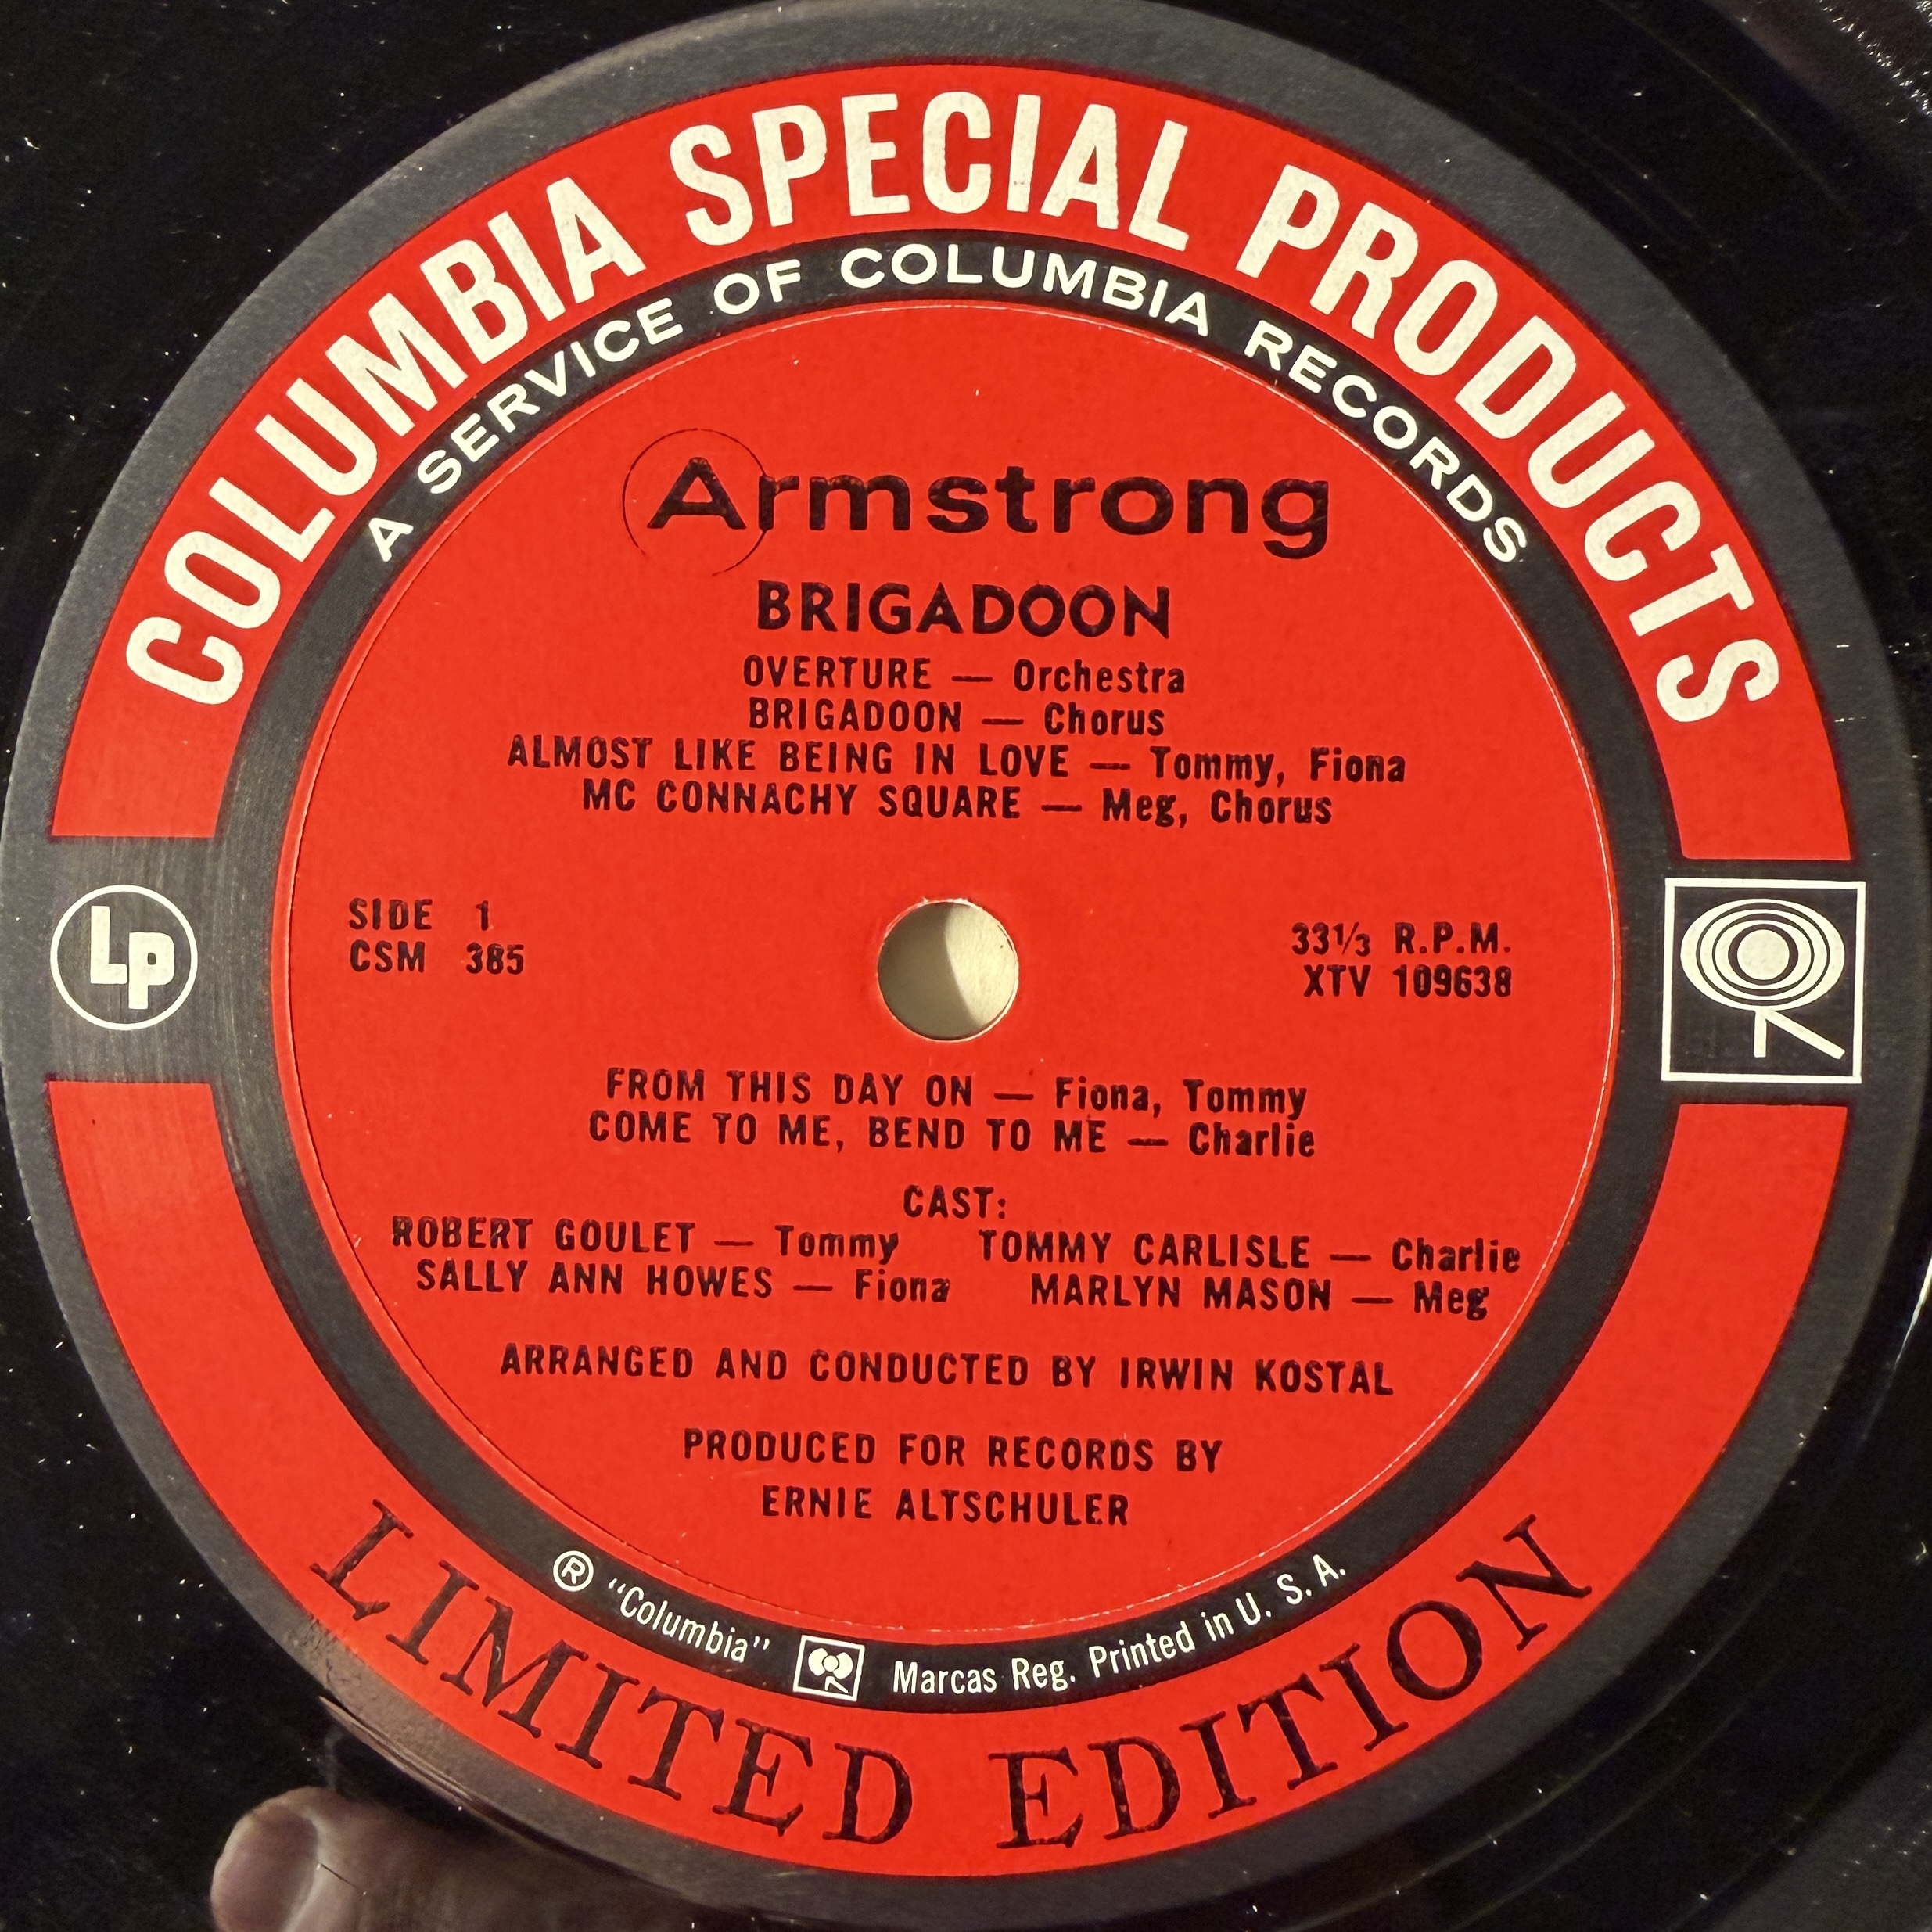 COLUMBIA SPECIAL PRODUCTS
A SERVICE OF COLUMBIA RECORDS
Armstrong
BRIGADOON
OVERTURE — Orchestra
BRIGADOON — Chorus
ALMOST LIKE BEING IN LOVE — Tommy, Fiona
MC CONNACHY SQUARE — Meg, Chorus
LP
SIDE 1
CSM 385
33⅓ R.P.M.
XTV 109638
FROM THIS DAY ON — Fiona, Tommy
COME TO ME, BEND TO ME — Charlie
CAST:
ROBERT GOULET — Tommy TOMMY CARLISLE — Charlie
SALLY ANN HOWES — Fiona MARLYN MASON — Meg
ARRANGED AND CONDUCTED BY IRWIN KOSTAL
PRODUCED FOR RECORDS BY
ERNIE ALTSCHULER
® "Columbia" Marcas Reg. Printed in U. S. A.
LIMITED EDITION